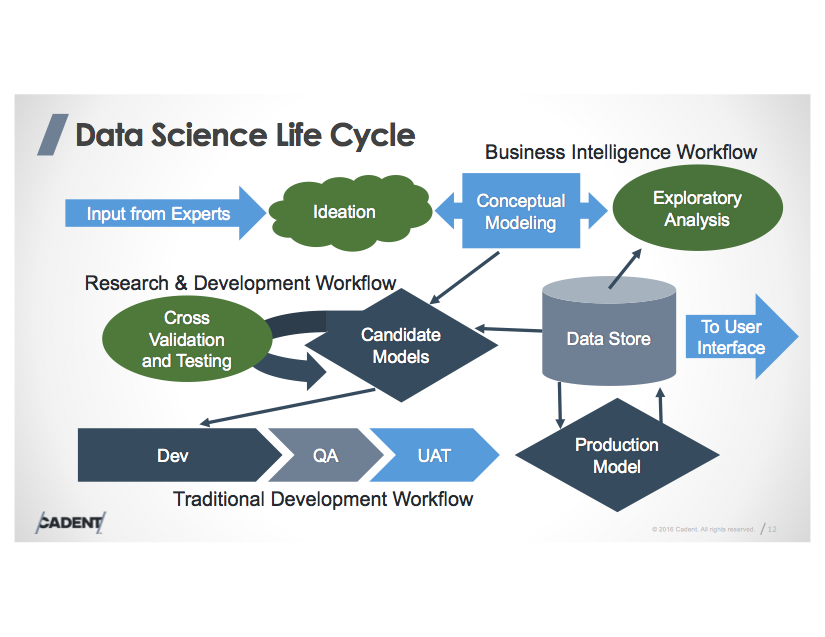 Data Science Life Cycle
Business Intelligence Workflow
Input from Experts
Ideation
Conceptual
Modeling
Exploratory
Analysis
Research & Development Workflow
Cross
Validation
and Testing
Candidate
Models
Data Store
To User
Interface
Dev
QA
UAT
Production
Model
Traditional Development Workflow
CADENT
© 2016 Cadent. All rights reserved. / 12